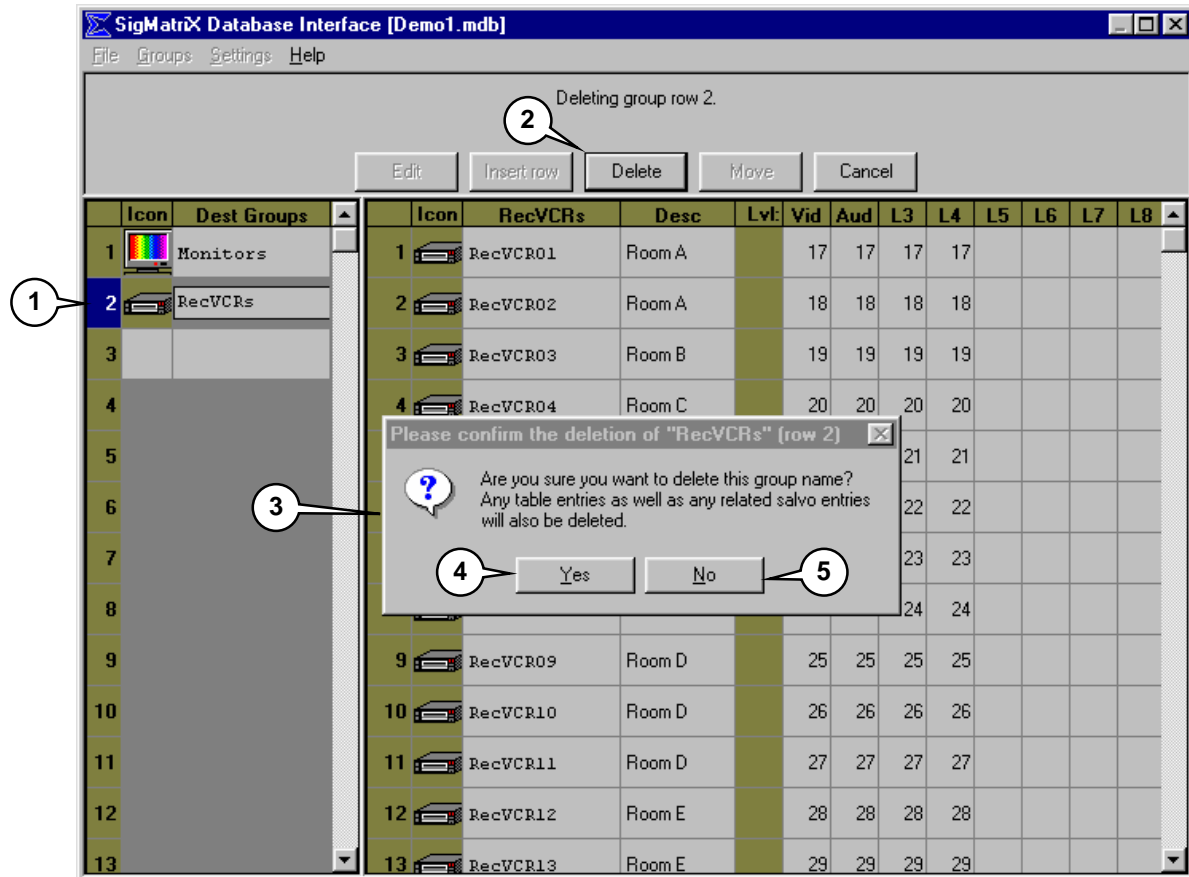 SigMatriX Database Interface [Demo1.mdb]
File Groups Settings Help
Deleting group row 2.
2
Edit Insert row Delete Move Cancel
Icon Dest Groups
1 Monitors
1
2 RecVCRs
3
4
5
6
7
8
9
10
11
12
13
Icon RecVCRs Desc Lvl: Vid Aud L3 L4 L5 L6 L7 L8
1 RecVCR01 Room A 17 17 17 17
2 RecVCR02 Room A 18 18 18 18
3 RecVCR03 Room B 19 19 19 19
4 RecVCR04 Room C 20 20 20 20
21 21
22 22
23 23
24 24
Please confirm the deletion of "RecVCRs" (row 2)
Are you sure you want to delete this group name?
Any table entries as well as any related salvo entries
will also be deleted.
3
4
Yes No
5
9 RecVCR09 Room D 25 25 25 25
10 RecVCR10 Room D 26 26 26 26
11 RecVCR11 Room D 27 27 27 27
12 RecVCR12 Room E 28 28 28 28
13 RecVCR13 Room E 29 29 29 29